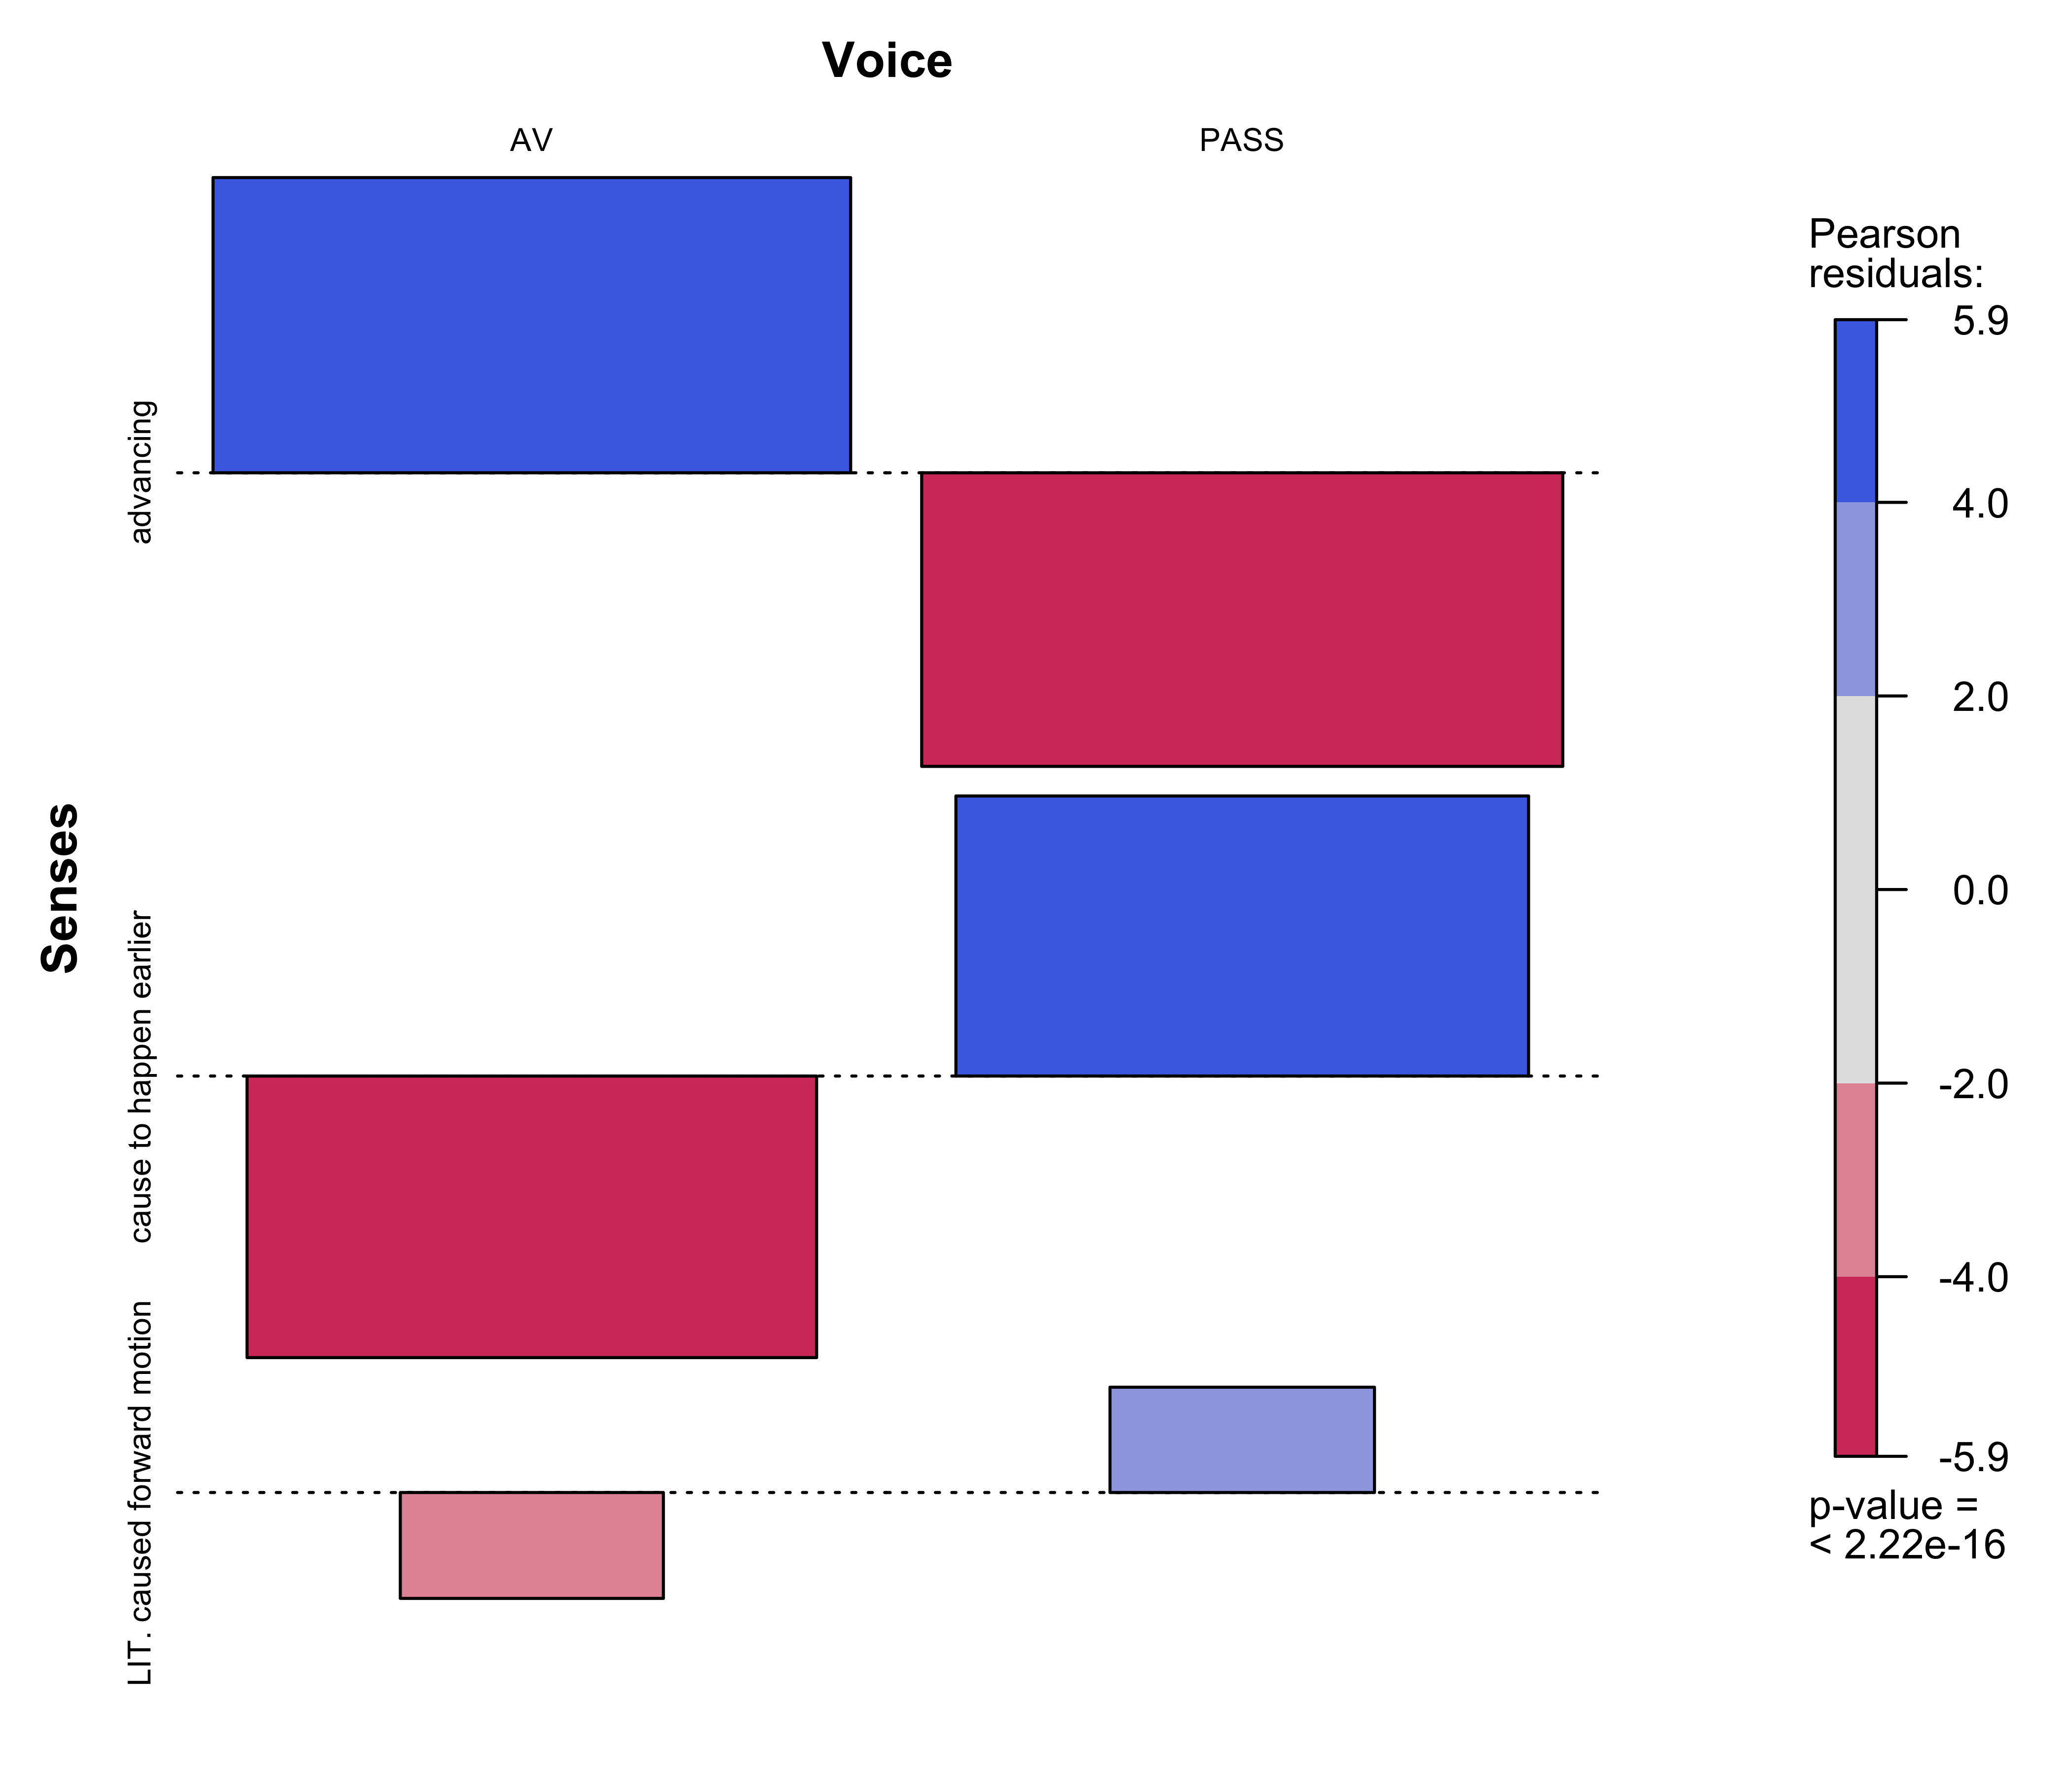 Voice
AV
PASS
Senses
advancing
cause to happen earlier
LIT. caused forward motion
Pearson
residuals:
5.9
4.0
2.0
0.0
-2.0
-4.0
-5.9
p-value =
< 2.22e-16